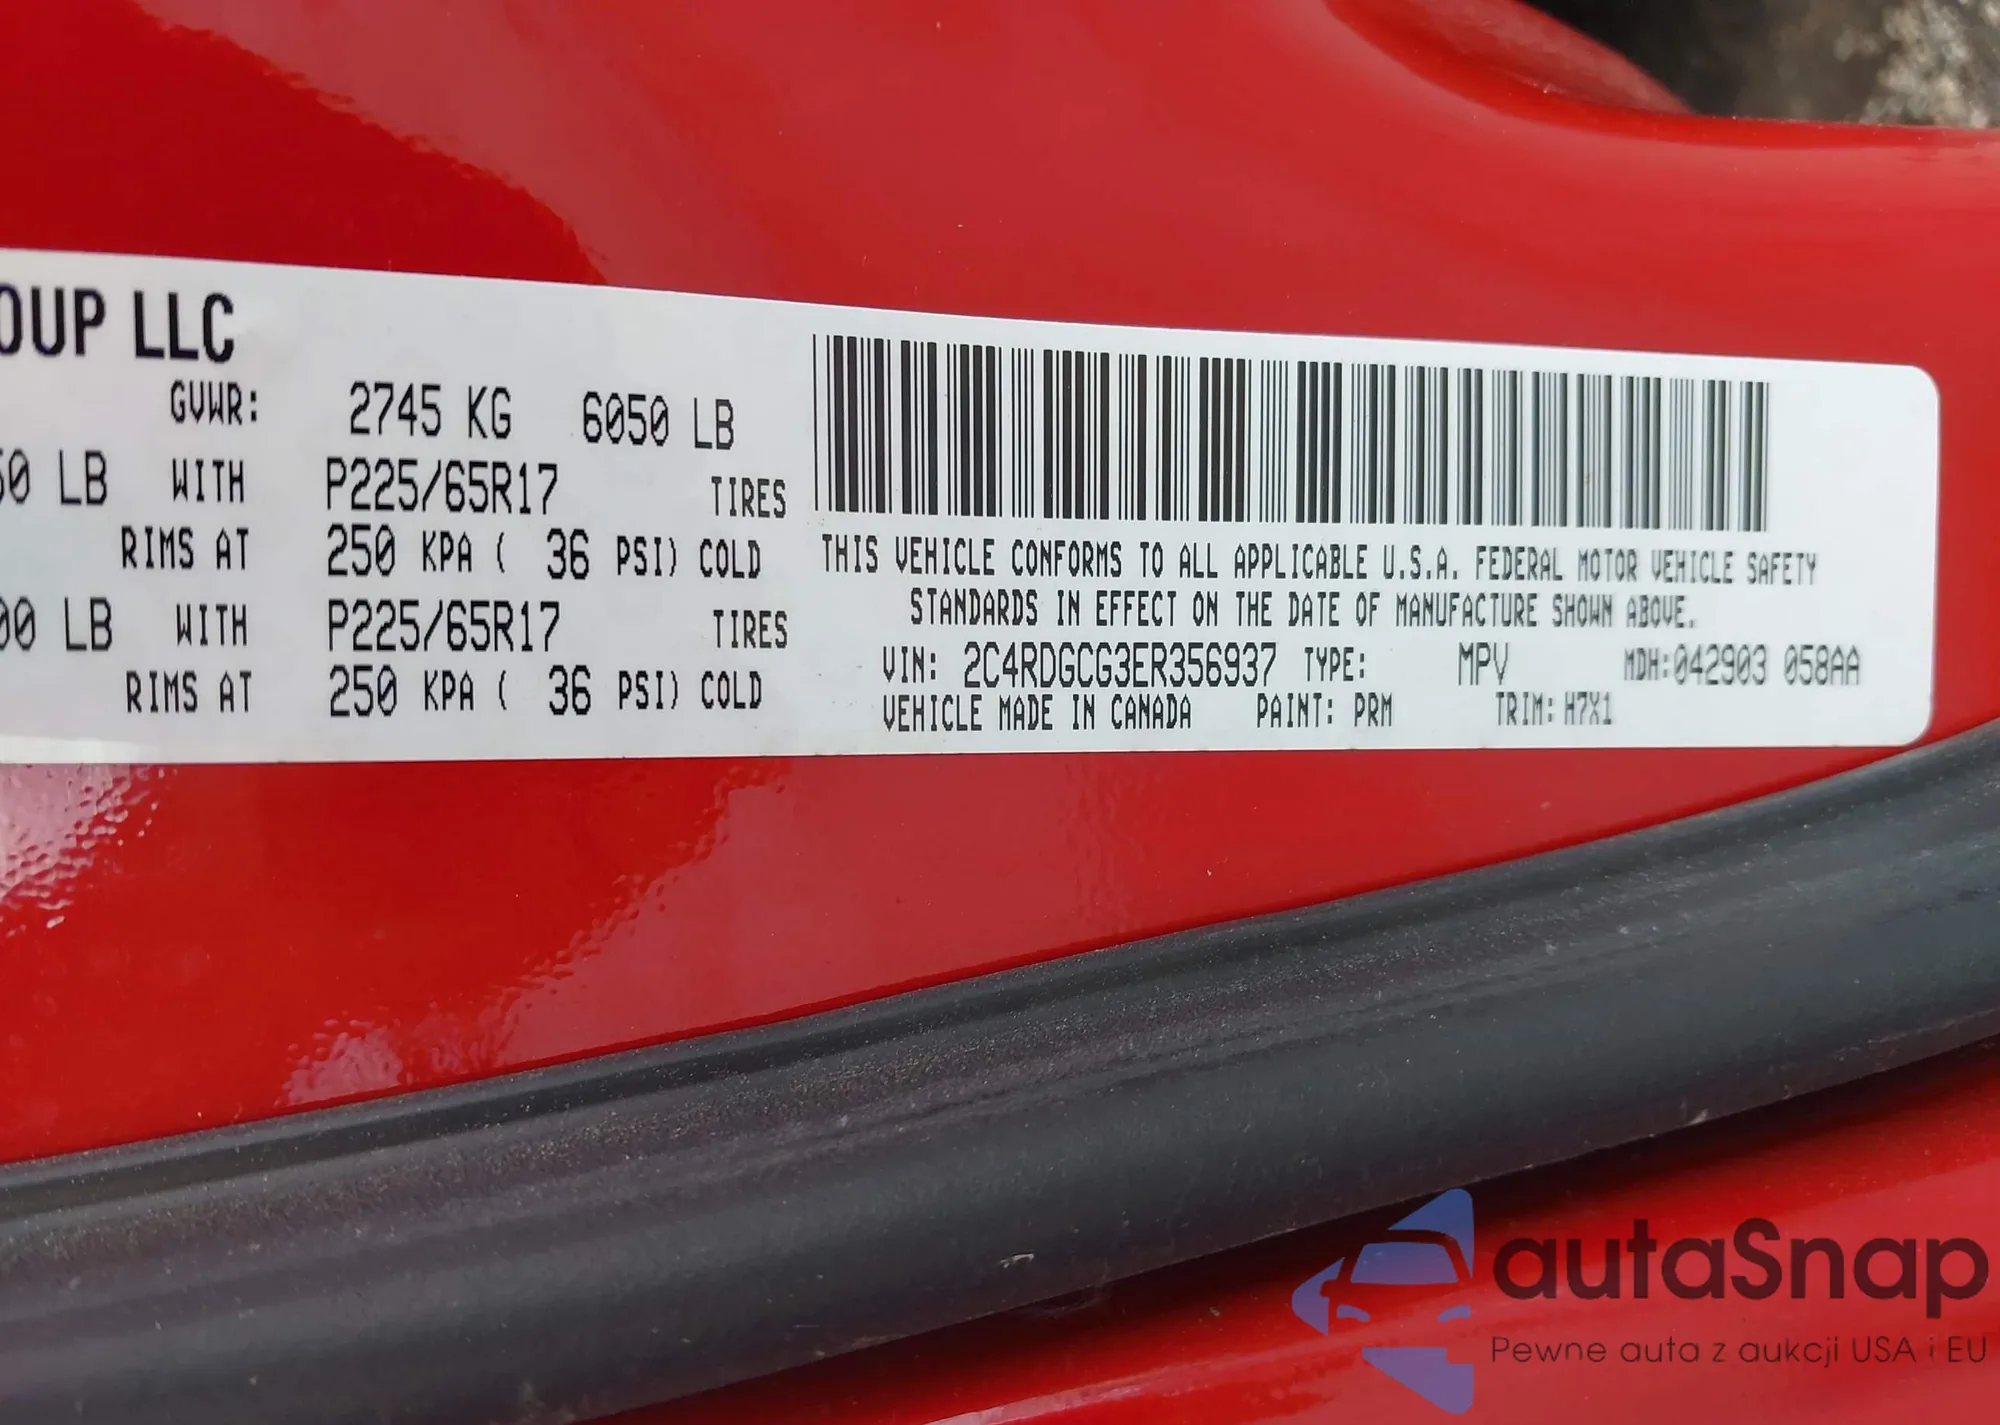 OUP LLC
GVWR: 2745 KG 6050 LB
50 LB WITH P225/65R17 TIRES
RIMS AT 250 KPA ( 36 PSI) COLD
00 LB WITH P225/65R17 TIRES
RIMS AT 250 KPA ( 36 PSI) COLD
THIS VEHICLE CONFORMS TO ALL APPLICABLE U.S.A. FEDERAL MOTOR VEHICLE SAFETY
STANDARDS IN EFFECT ON THE DATE OF MANUFACTURE SHOWN ABOVE.
VIN: 2C4RDGCG3ER356937 TYPE: MPV MDH:042903 058AA
VEHICLE MADE IN CANADA PAINT: PRM TRIM: H7X1
autaSnap
Pewne auta z aukcji USA i EU